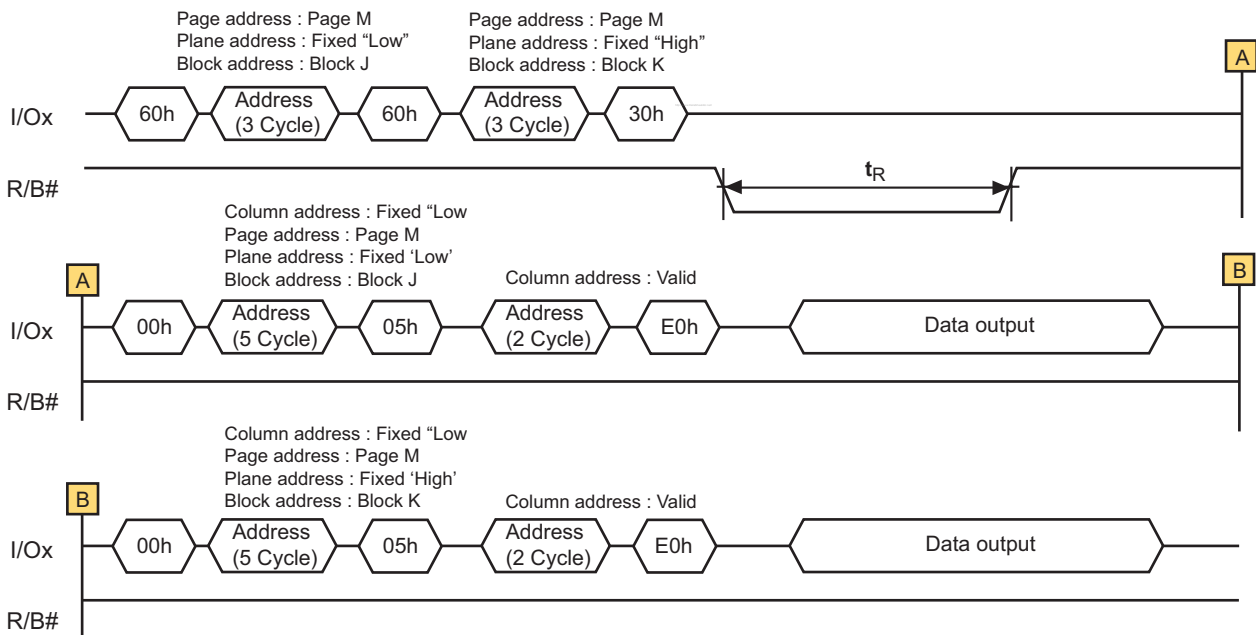 Page address : Page M
Plane address : Fixed “Low”
Block address : Block J
Page address : Page M
Plane address : Fixed “High”
Block address : Block K
A
I/Ox
60h
Address
(3 Cycle)
60h
Address
(3 Cycle)
30h
R/B#
tR
Column address : Fixed “Low
Page address : Page M
Plane address : Fixed ‘Low’
Block address : Block J
Column address : Valid
A
B
I/Ox
00h
Address
(5 Cycle)
05h
Address
(2 Cycle)
E0h
Data output
R/B#
Column address : Fixed “Low
Page address : Page M
Plane address : Fixed ‘High’
Block address : Block K
Column address : Valid
B
I/Ox
00h
Address
(5 Cycle)
05h
Address
(2 Cycle)
E0h
Data output
R/B#